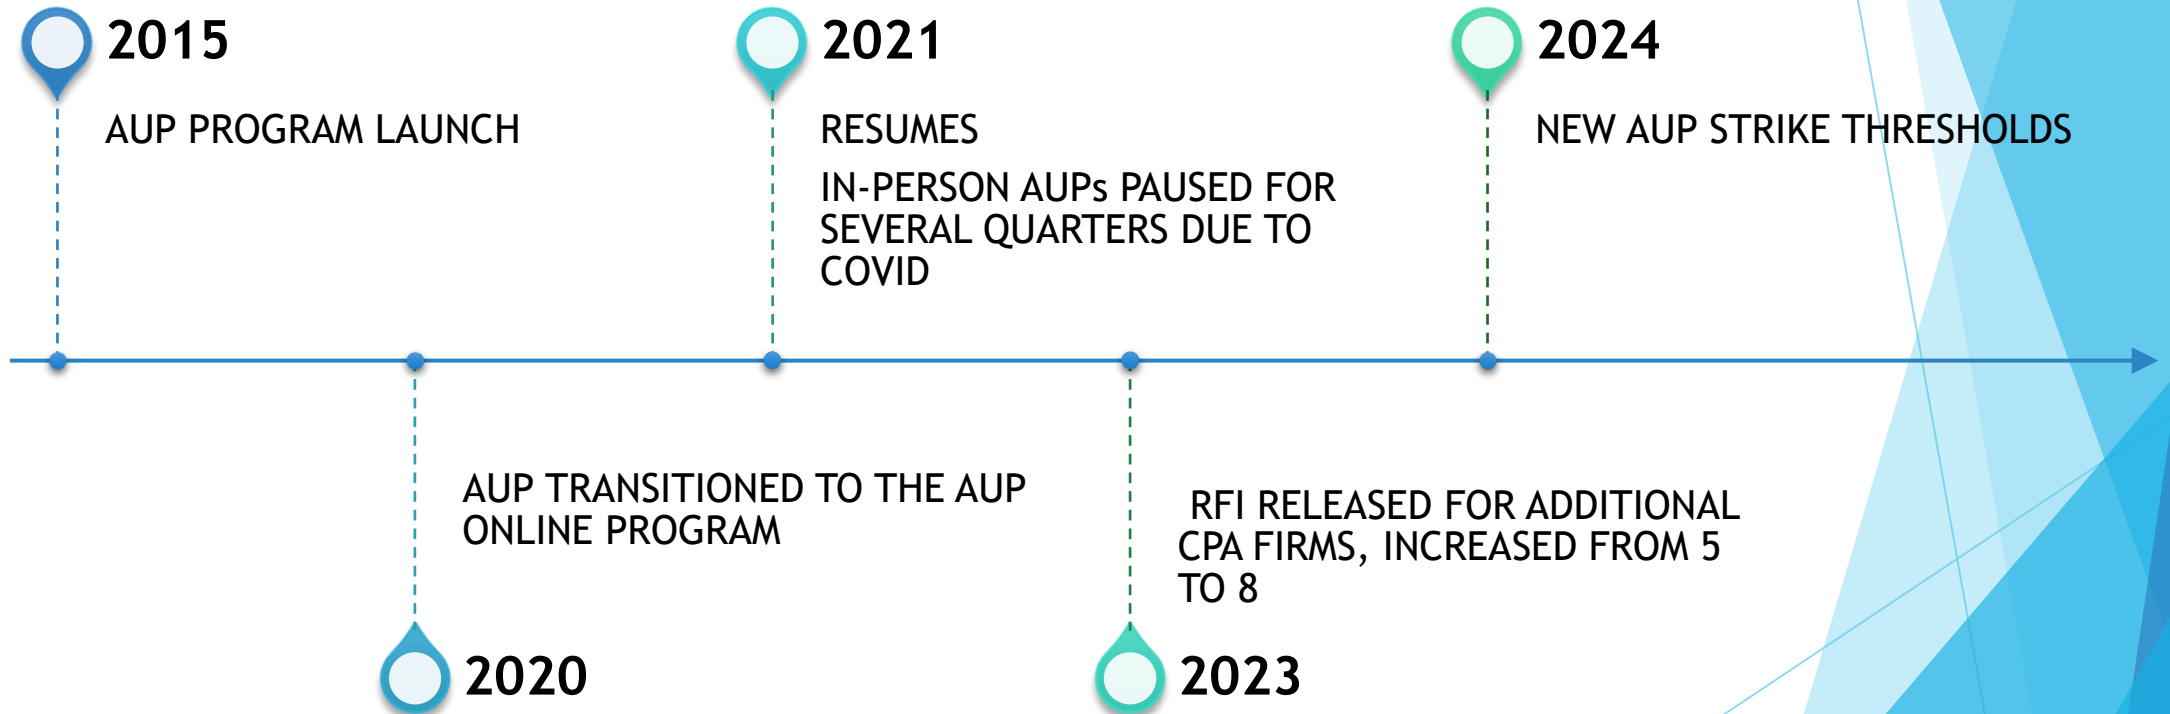 2015
AUP PROGRAM LAUNCH
2021
RESUMES
IN-PERSON AUPs PAUSED FOR
SEVERAL QUARTERS DUE TO
COVID
2024
NEW AUP STRIKE THRESHOLDS
AUP TRANSITIONED TO THE AUP
ONLINE PROGRAM
2020
RFI RELEASED FOR ADDITIONAL
CPA FIRMS, INCREASED FROM 5
TO 8
2023